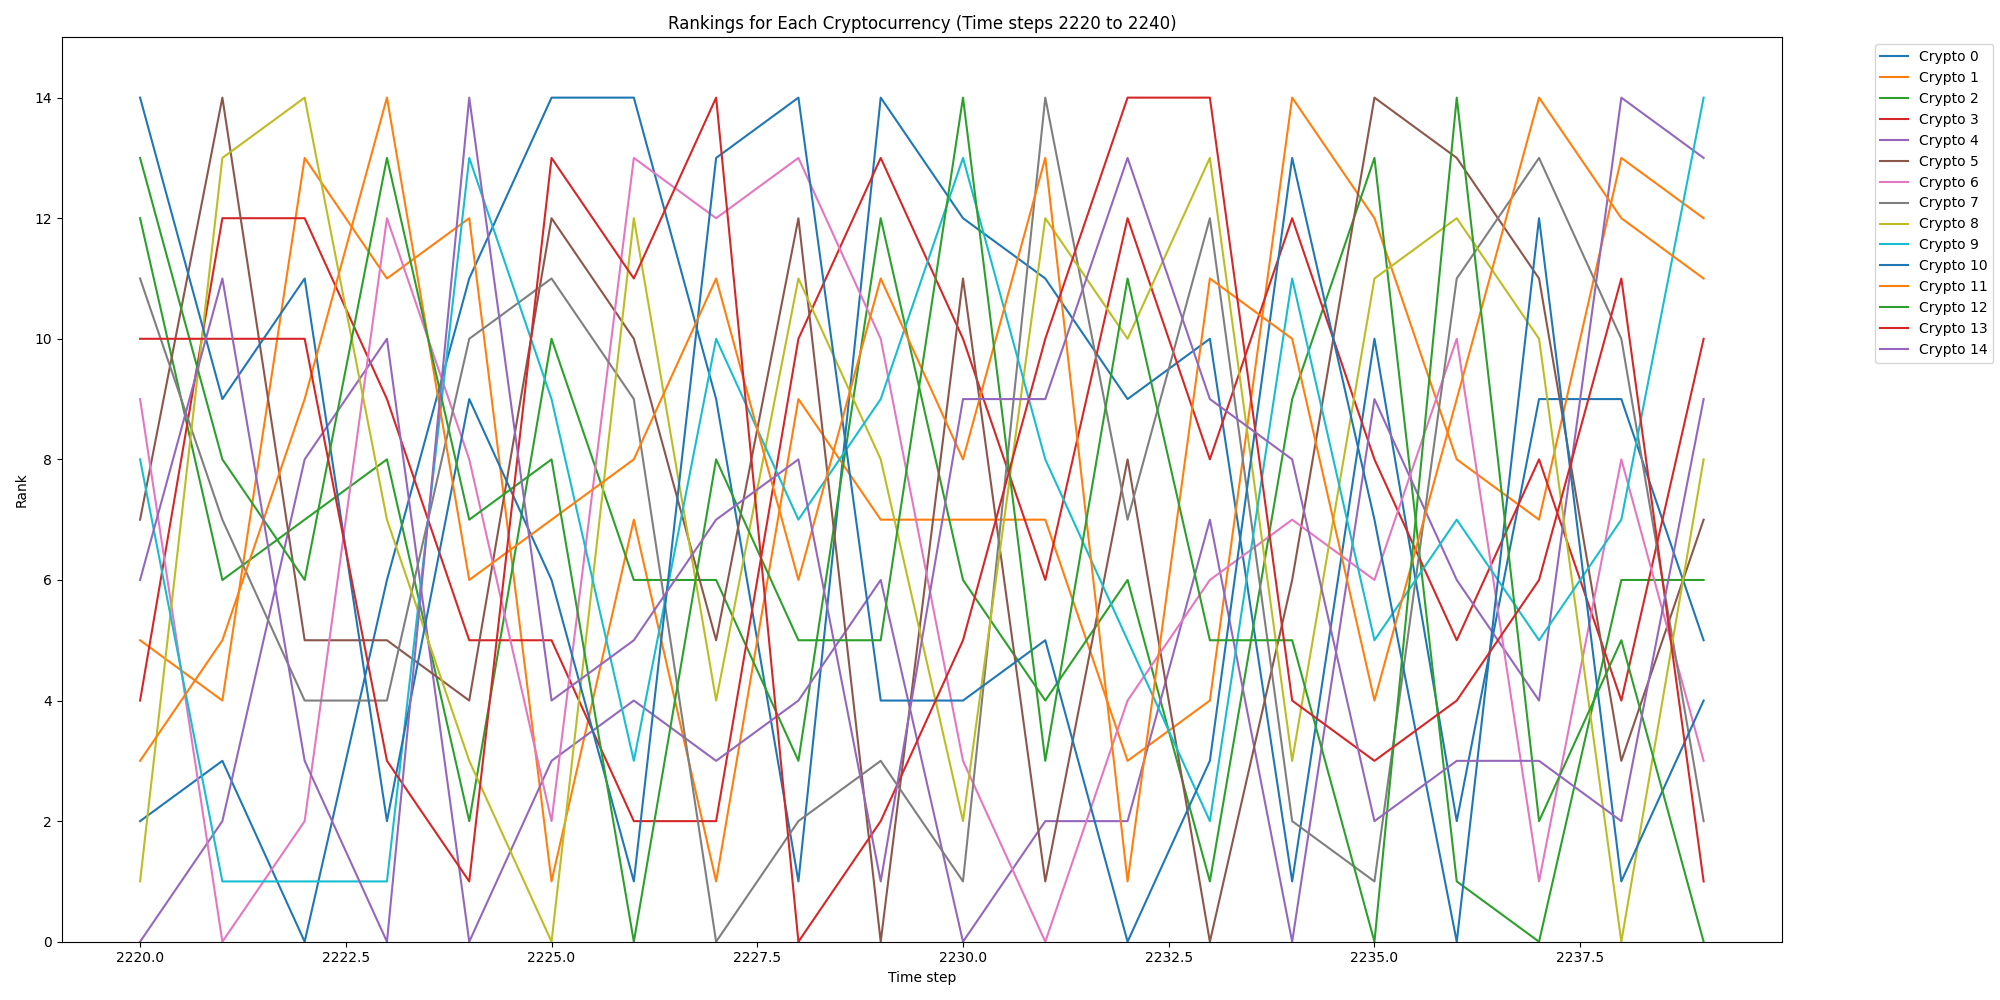 Rankings for Each Cryptocurrency (Time steps 2220 to 2240)
Rank
14
12
10
8
6
4
2
0
2220.0 2222.5 2225.0 2227.5 2230.0 2232.5 2235.0 2237.5
Time step
Crypto 0
Crypto 1
Crypto 2
Crypto 3
Crypto 4
Crypto 5
Crypto 6
Crypto 7
Crypto 8
Crypto 9
Crypto 10
Crypto 11
Crypto 12
Crypto 13
Crypto 14